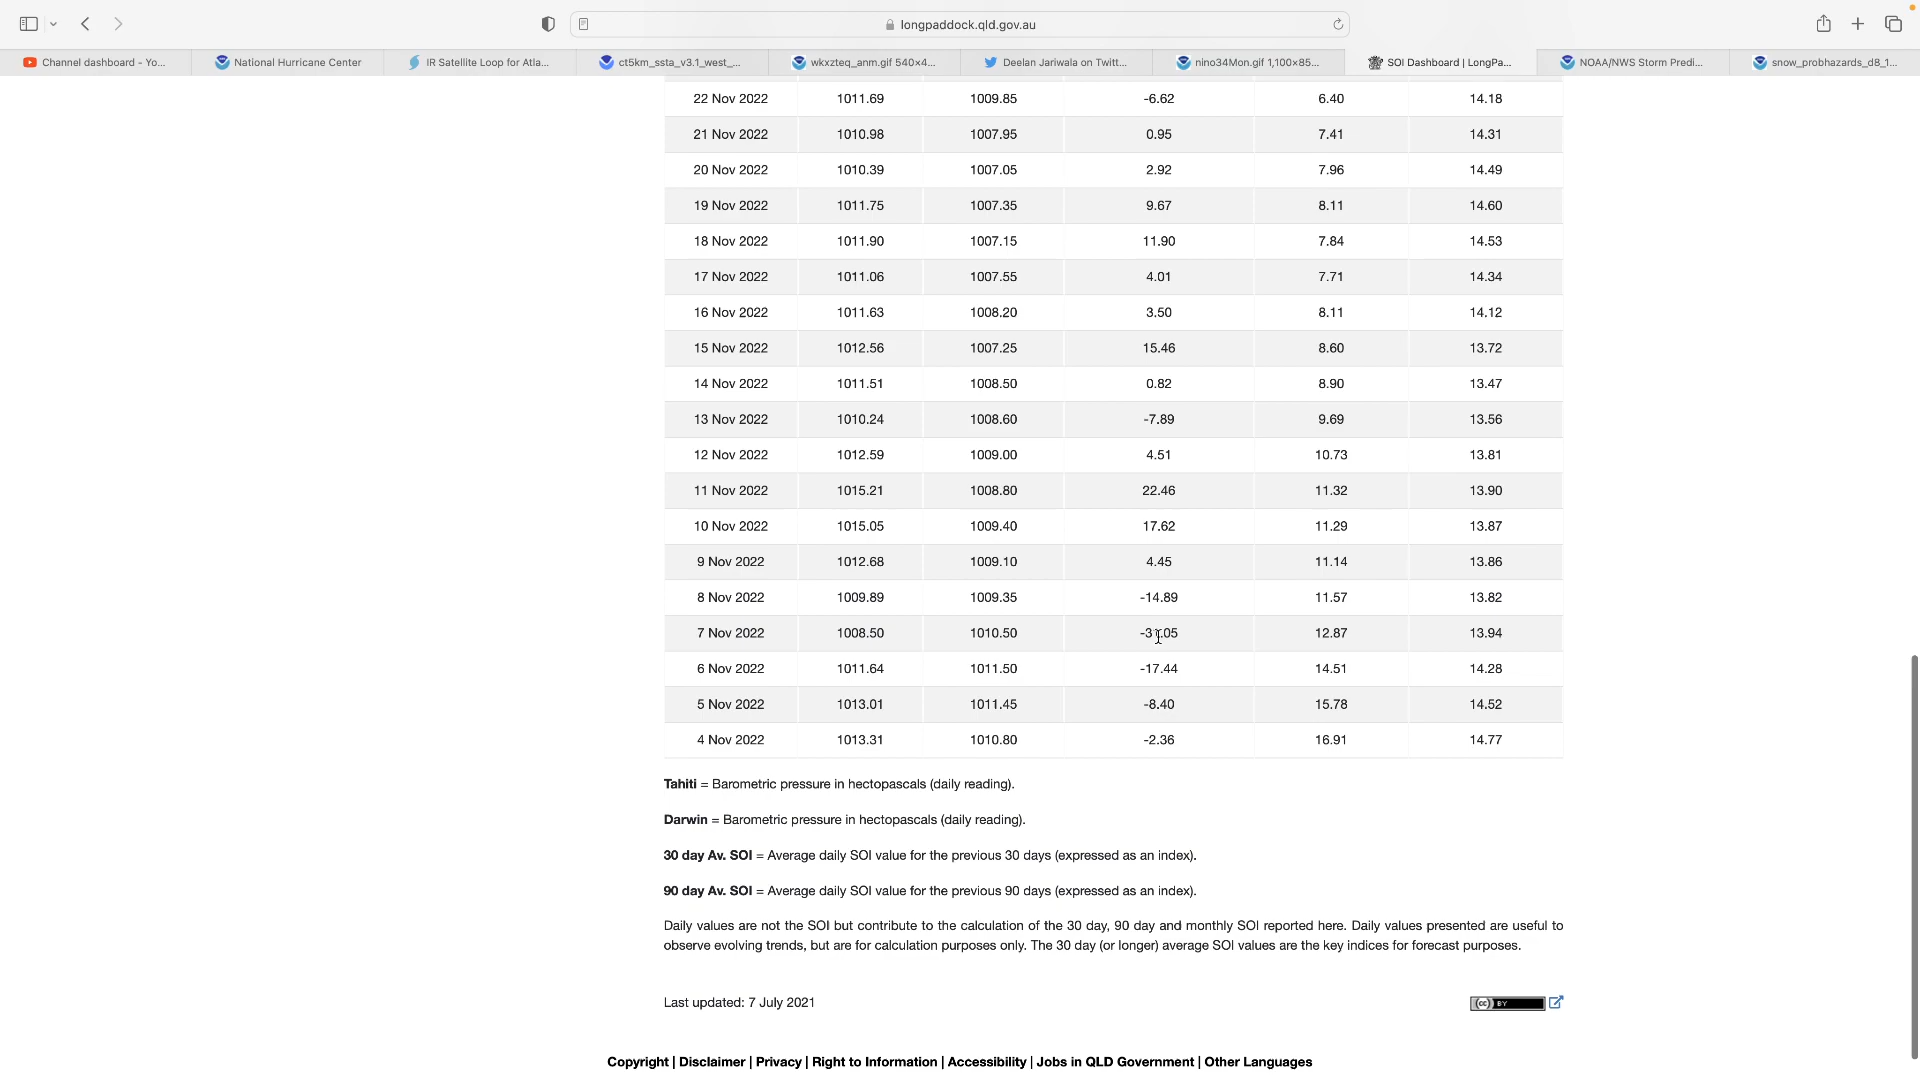 longpaddock.qld.gov.au
Channel dashboard - Yo...
National Hurricane Center
IR Satellite Loop for Atla...
ct5km_ssta_v3.1_west_...
wkxzteq_anm.gif 540×4...
Deelan Jariwala on Twitt...
nino34Mon.gif 1,100×85...
SOI Dashboard | LongPa...
NOAA/NWS Storm Predi...
snow_probhazards_d8_1...
22 Nov 2022 1011.69 1009.85 -6.62 6.40 14.18
21 Nov 2022 1010.98 1007.95 0.95 7.41 14.31
20 Nov 2022 1010.39 1007.05 2.92 7.96 14.49
19 Nov 2022 1011.75 1007.35 9.67 8.11 14.60
18 Nov 2022 1011.90 1007.15 11.90 7.84 14.53
17 Nov 2022 1011.06 1007.55 4.01 7.71 14.34
16 Nov 2022 1011.63 1008.20 3.50 8.11 14.12
15 Nov 2022 1012.56 1007.25 15.46 8.60 13.72
14 Nov 2022 1011.51 1008.50 0.82 8.90 13.47
13 Nov 2022 1010.24 1008.60 -7.89 9.69 13.56
12 Nov 2022 1012.59 1009.00 4.51 10.73 13.81
11 Nov 2022 1015.21 1008.80 22.46 11.32 13.90
10 Nov 2022 1015.05 1009.40 17.62 11.29 13.87
9 Nov 2022 1012.68 1009.10 4.45 11.14 13.86
8 Nov 2022 1009.89 1009.35 -14.89 11.57 13.82
7 Nov 2022 1008.50 1010.50 12.87 13.94
6 Nov 2022 1011.64 1011.50 -17.44 14.51 14.28
5 Nov 2022 1013.01 1011.45 -8.40 15.78 14.52
4 Nov 2022 1013.31 1010.80 -2.36 16.91 14.77
Tahiti = Barometric pressure in hectopascals (daily reading).
Darwin = Barometric pressure in hectopascals (daily reading).
30 day Av. SOI = Average daily SOI value for the previous 30 days (expressed as an index).
90 day Av. SOI = Average daily SOI value for the previous 90 days (expressed as an index).
Daily values are not the SOI but contribute to the calculation of the 30 day, 90 day and monthly SOI reported here. Daily values presented are useful to
observe evolving trends, but are for calculation purposes only. The 30 day (or longer) average SOI values are the key indices for forecast purposes.
Last updated: 7 July 2021
cc BY
Copyright | Disclaimer | Privacy | Right to Information | Accessibility | Jobs in QLD Government | Other Languages